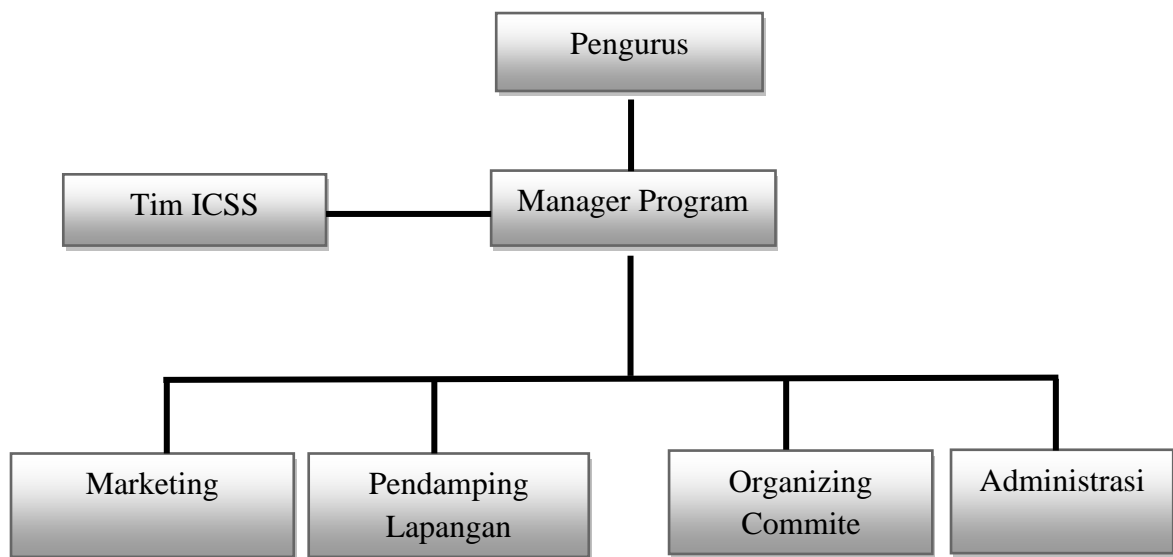 Pengurus
Tim ICSS
Manager Program
Marketing
Pendamping
Lapangan
Organizing
Commite
Administrasi